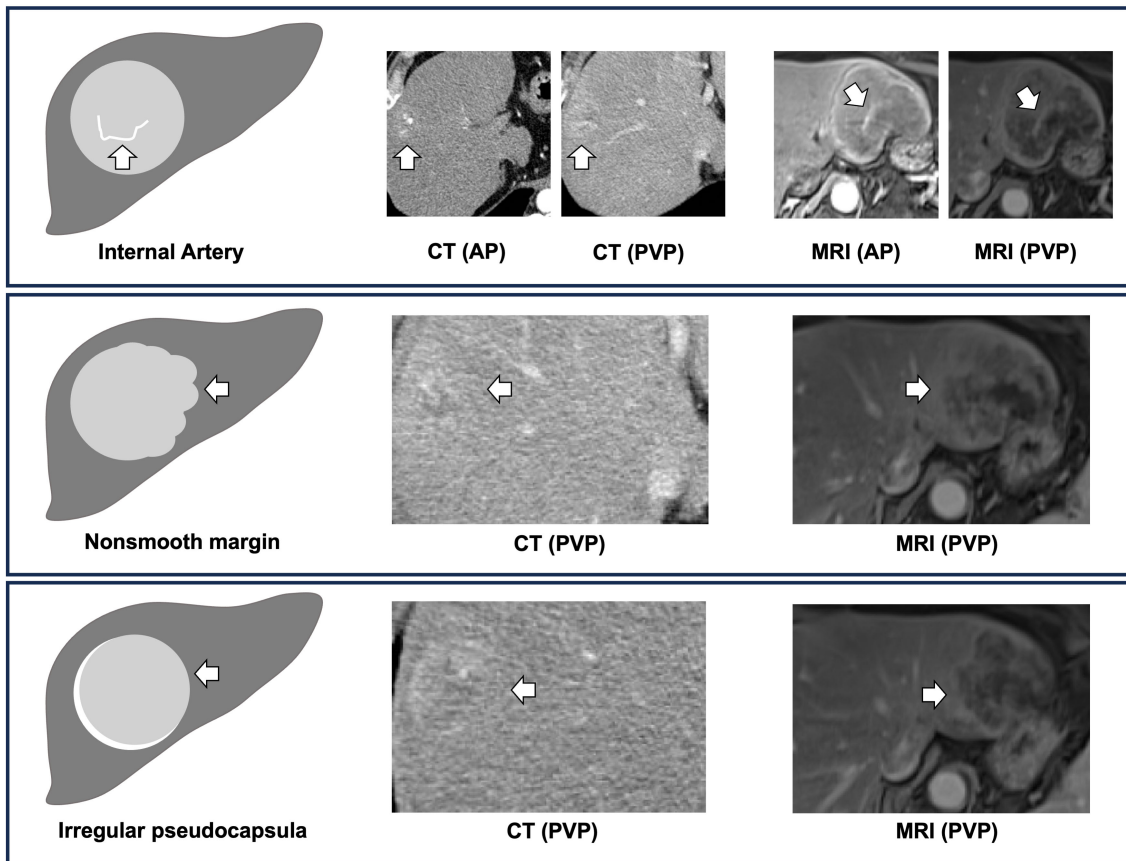 Internal Artery
CT (AP)
CT (PVP)
MRI (AP)
MRI (PVP)
Nonsmooth margin
CT (PVP)
MRI (PVP)
Irregular pseudocapsula
CT (PVP)
MRI (PVP)